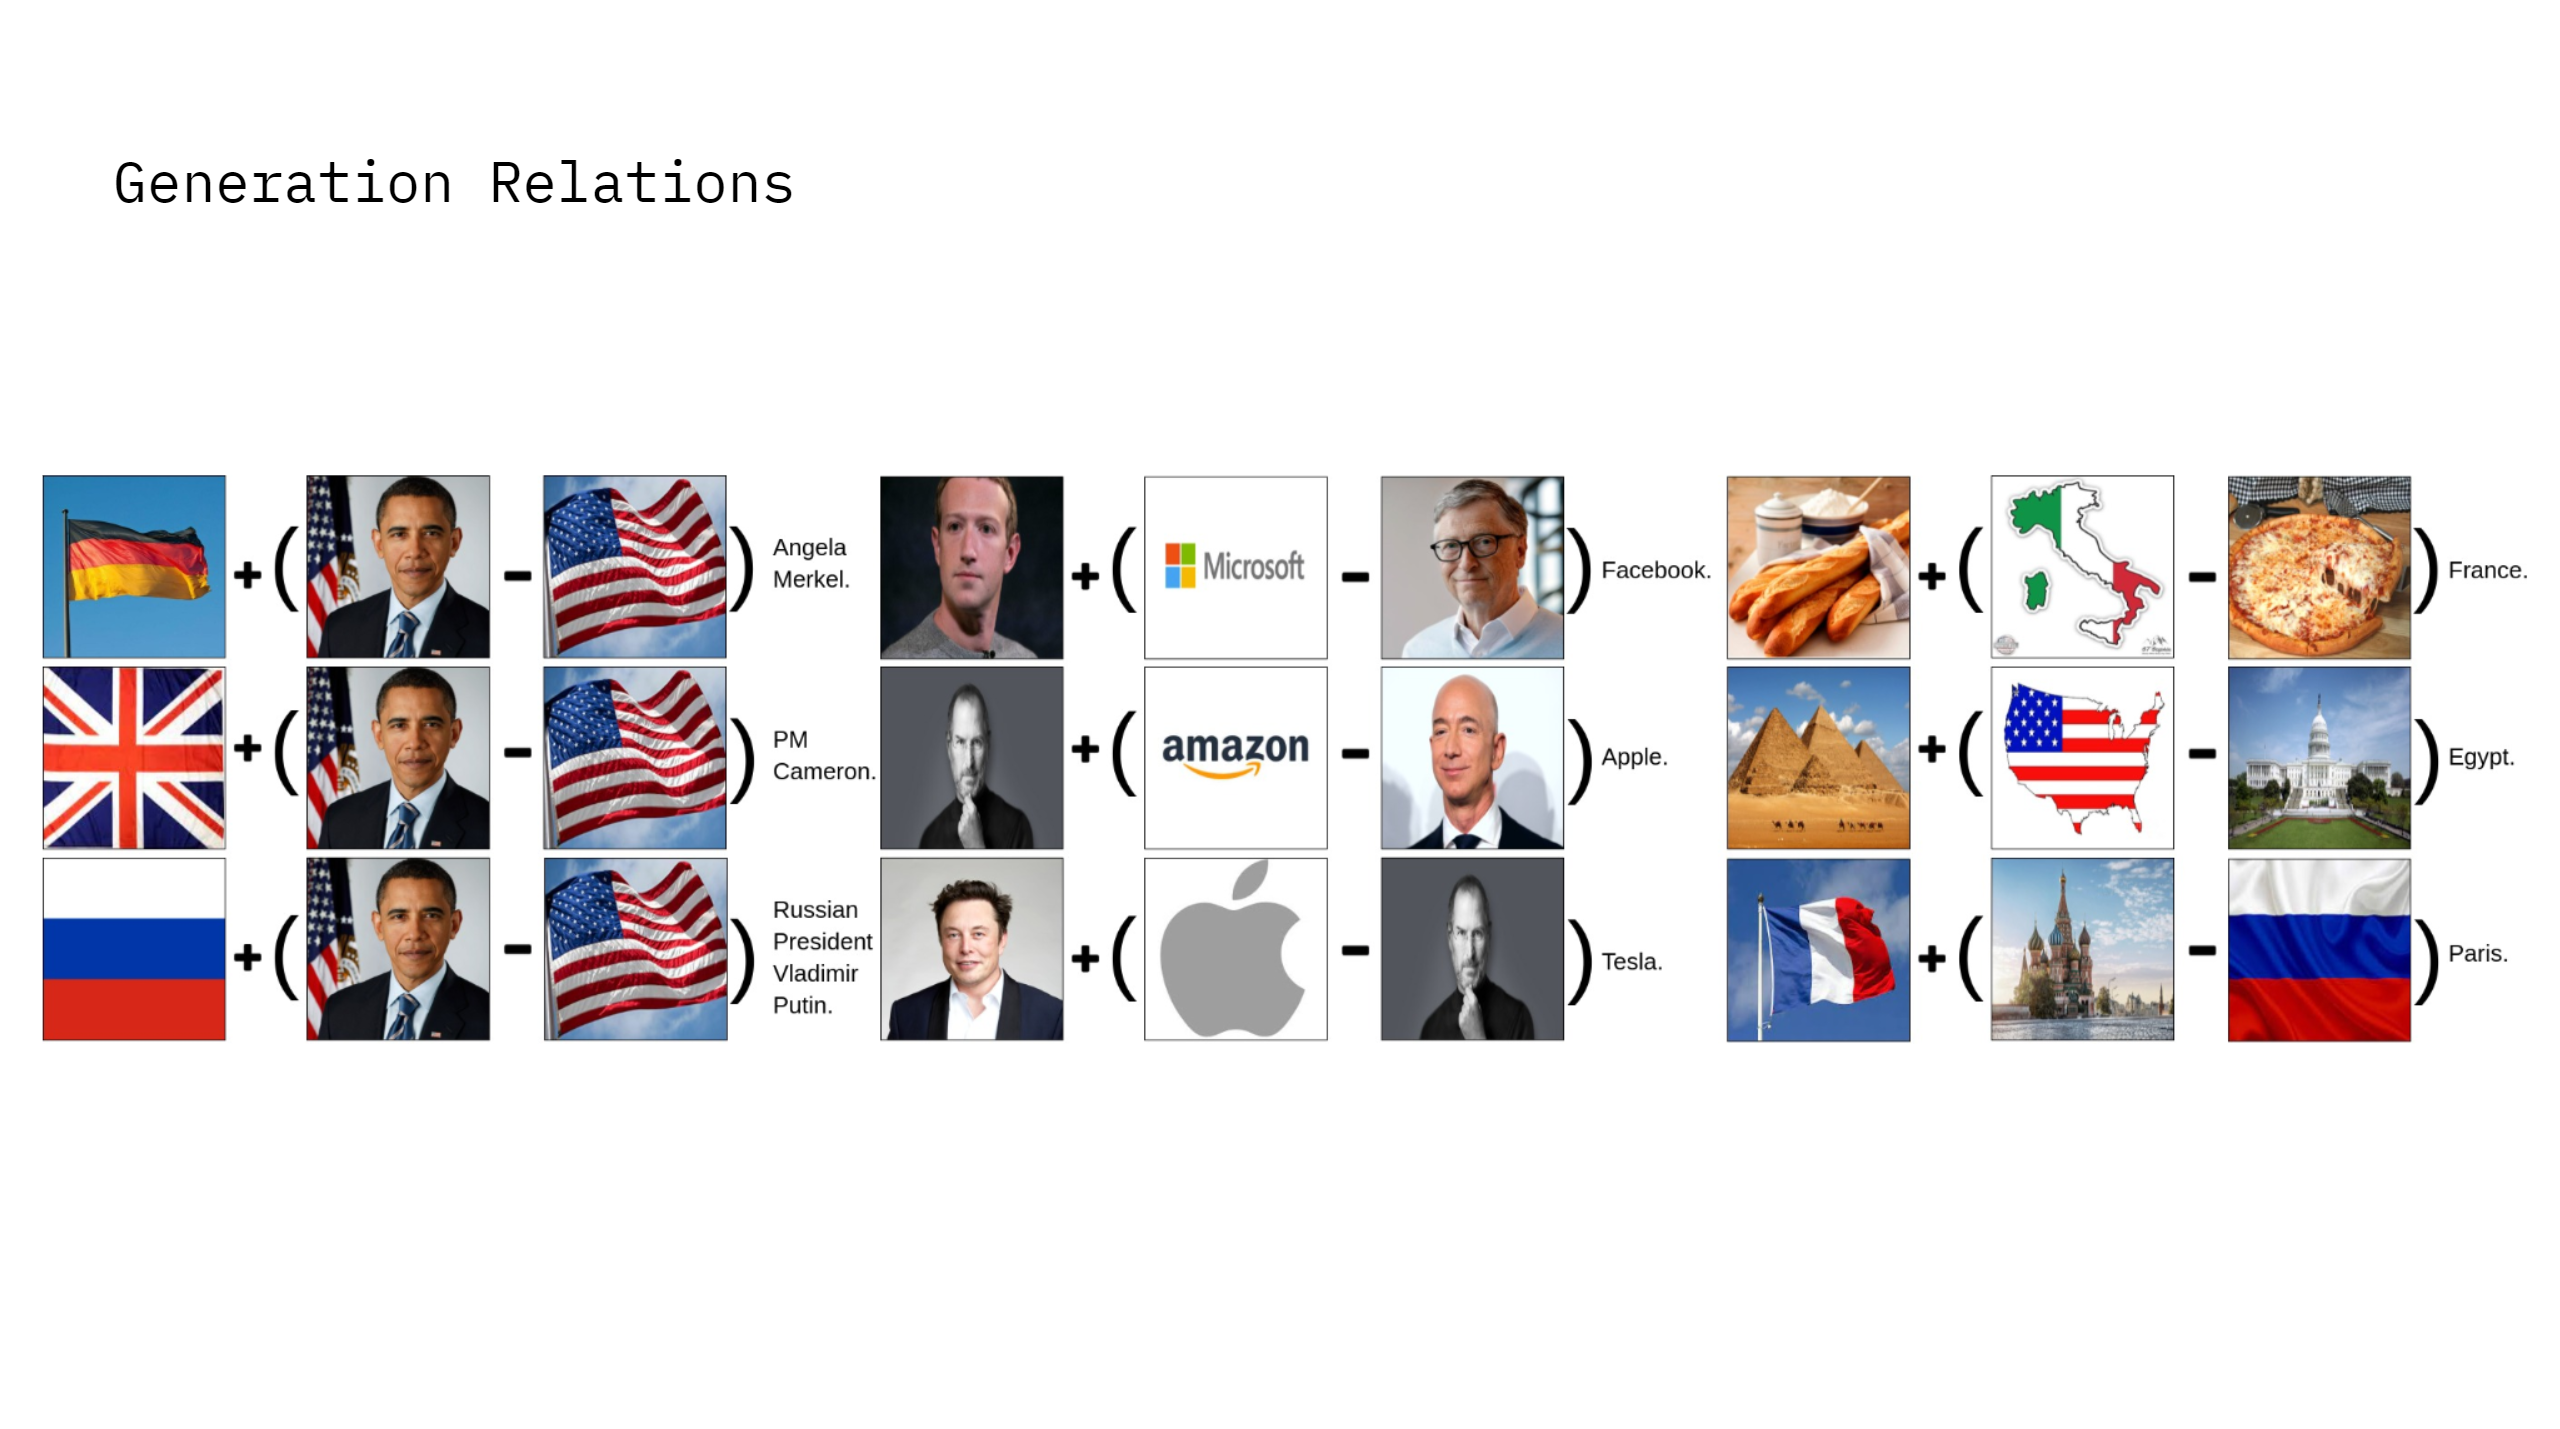 Generation Relations
Angela
Merkel.
Microsoft
Facebook.
France.
PM
Cameron.
amazon
Apple.
Egypt.
Russian
President
Vladimir
Putin.
Tesla.
Paris.